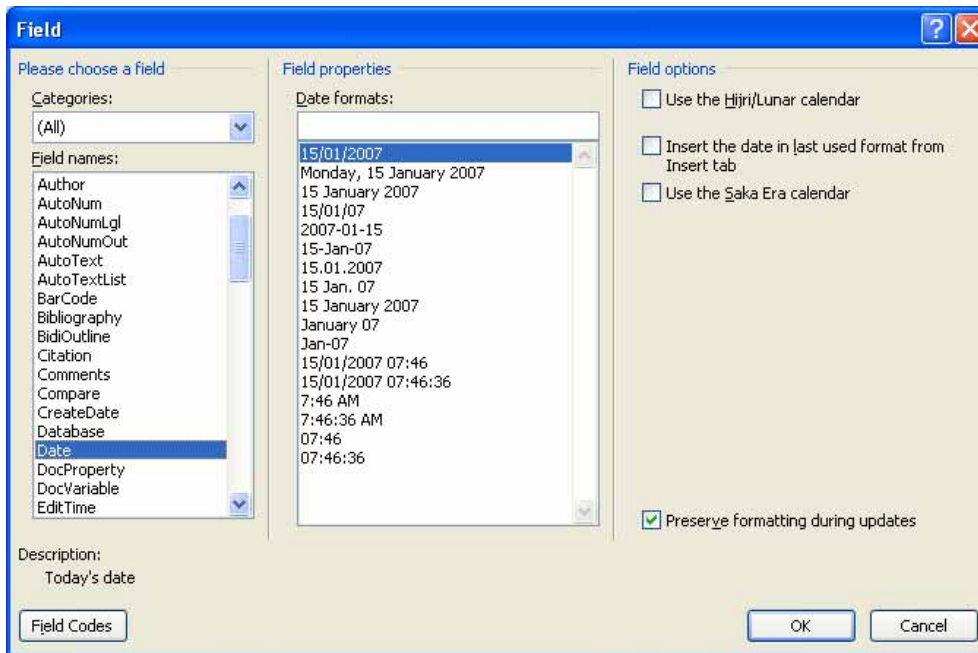 Field
Please choose a field
Categories:
(All)
Field names:
Author
AutoNum
AutoNumLgl
AutoNumOut
AutoText
AutoTextList
BarCode
Bibliography
BidiOutline
Citation
Comments
Compare
CreateDate
Database
Date
DocProperty
DocVariable
EditTime
Field properties
Date formats:
15/01/2007
Monday, 15 January 2007
15 January 2007
15/01/07
2007-01-15
15-Jan-07
15.01.2007
15 Jan. 07
15 January 2007
January 07
Jan-07
15/01/2007 07:46
15/01/2007 07:46:36
7:46 AM
7:46:36 AM
07:46
07:46:36
Field options
Use the Hijri/Lunar calendar
Insert the date in last used format from
Insert tab
Use the Saka Era calendar
Preserve formatting during updates
Description:
Today's date
Field Codes
OK
Cancel